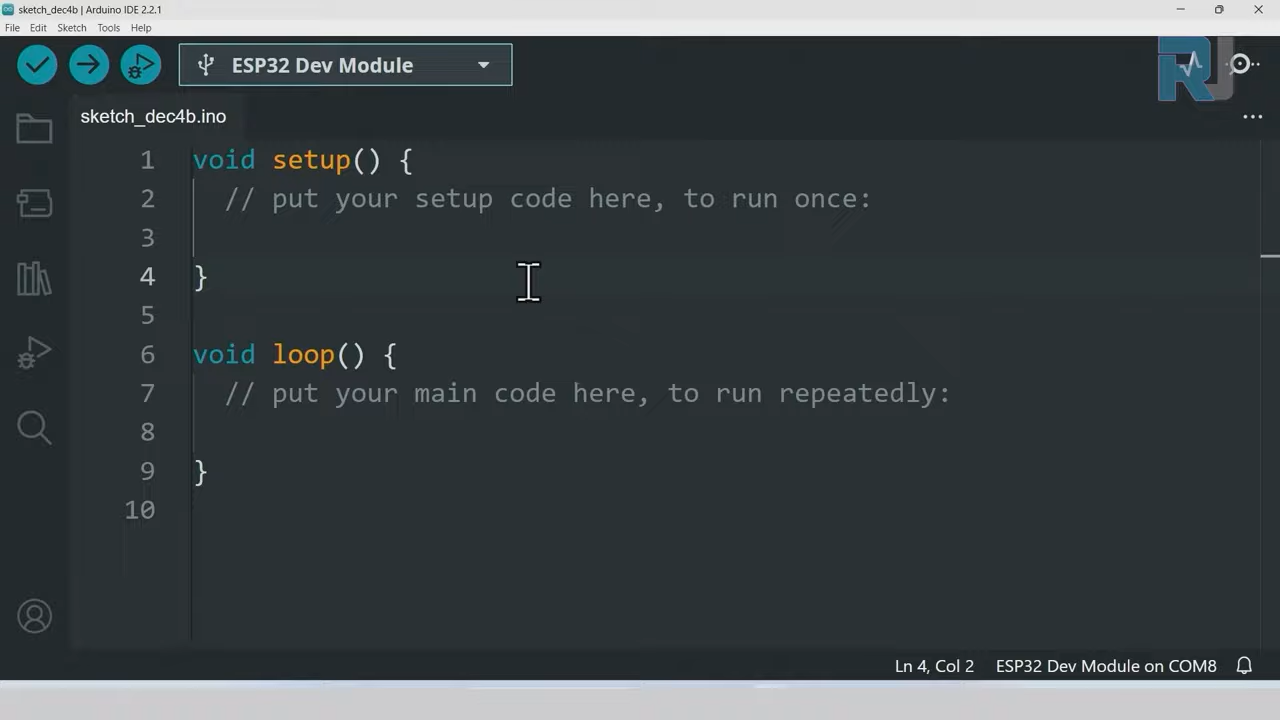 sketch_dec4b | Arduino IDE 2.2.1
File Edit Sketch Tools Help
ESP32 Dev Module
RJ
sketch_dec4b.ino
1 void setup() {
2 // put your setup code here, to run once:
3
4 }
5
6 void loop() {
7 // put your main code here, to run repeatedly:
8
9 }
10
Ln 4, Col 2 ESP32 Dev Module on COM8